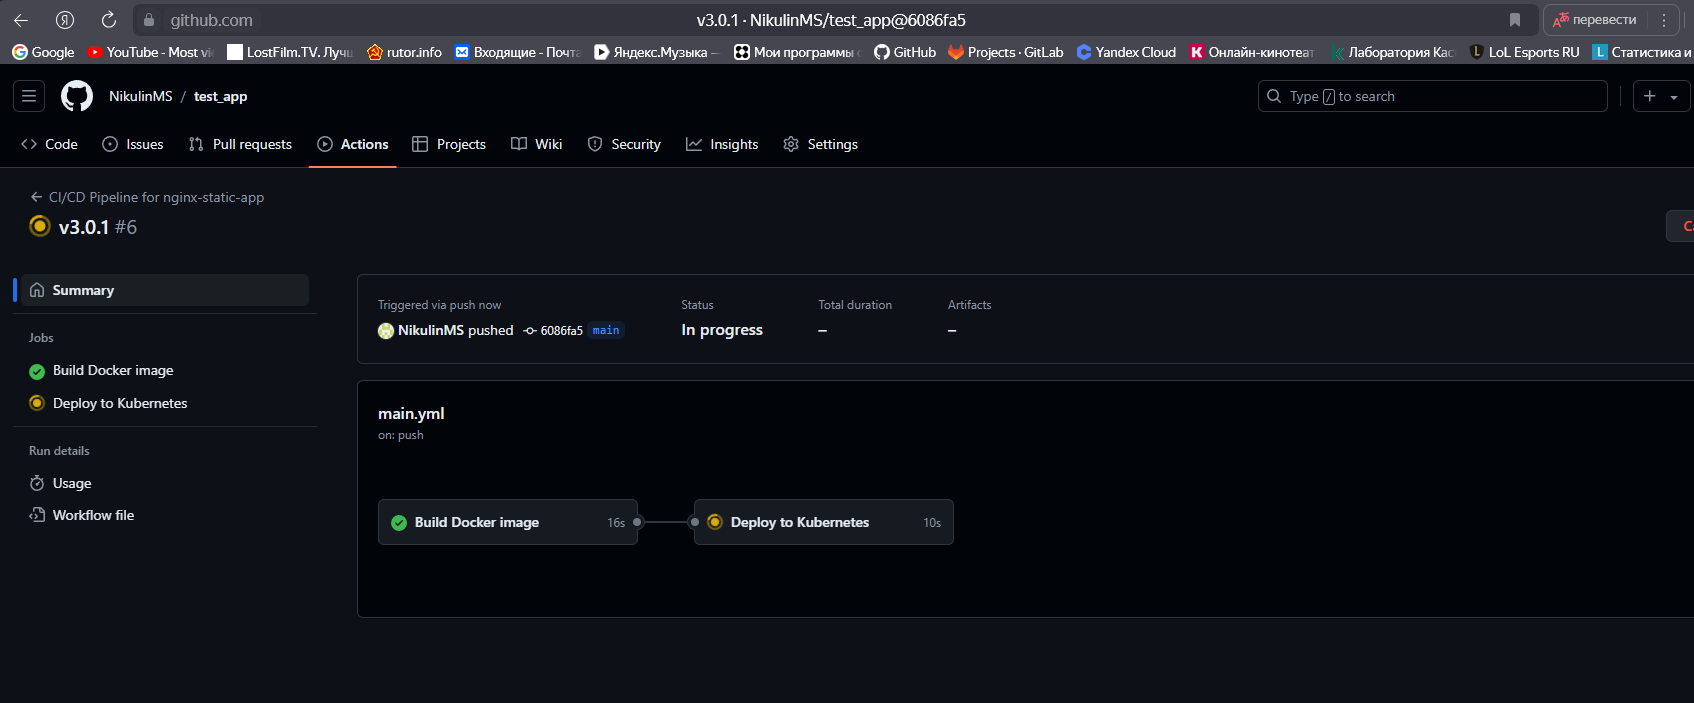 github.com
v3.0.1 · NikulinMS/test_app@6086fa5
перевести
Google YouTube - Most LostFilm.TV. rutor.info Входящие - Почта Яндекс.Музыка — Мои программы GitHub Projects · GitLab Yandex Cloud Лаборатория LoL Esports RU Статистика и
NikulinMS / test_app
Type / to search
Code Issues Pull requests Actions Projects Wiki Security Insights Settings
← CI/CD Pipeline for nginx-static-app
v3.0.1 #6
Summary
Jobs
Build Docker image
Deploy to Kubernetes
Run details
Usage
Workflow file
Triggered via push now
NikulinMS pushed 6086fa5 main
Status
In progress
Total duration
–
Artifacts
–
main.yml
on: push
Build Docker image 16s
Deploy to Kubernetes 10s